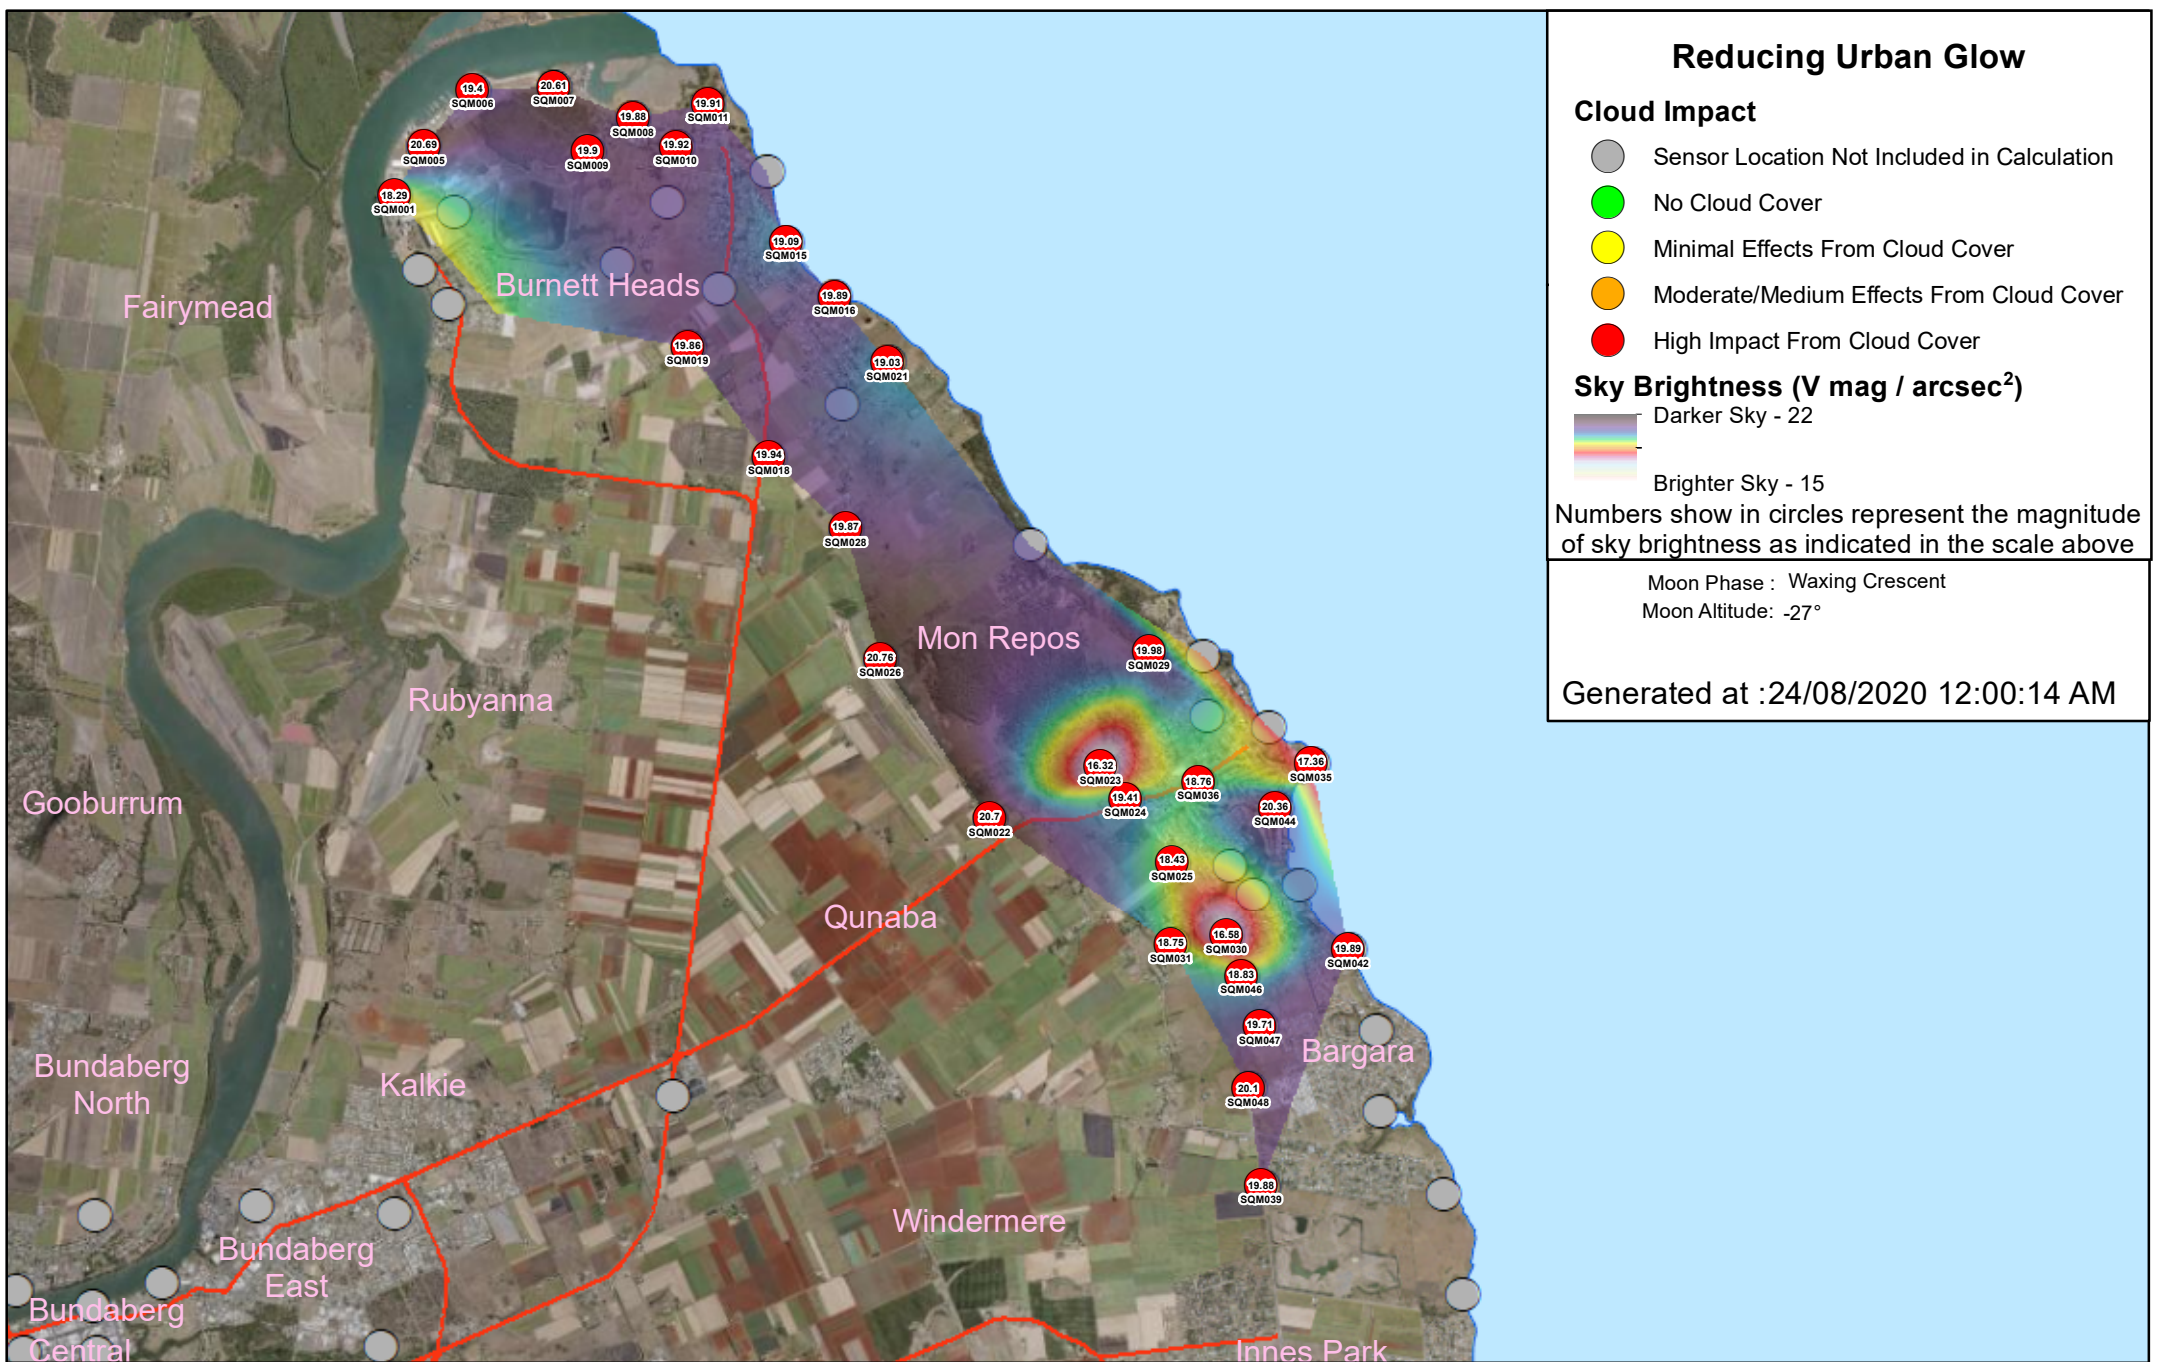 Reducing Urban Glow
Cloud Impact
Sensor Location Not Included in Calculation
No Cloud Cover
Minimal Effects From Cloud Cover
Moderate/Medium Effects From Cloud Cover
High Impact From Cloud Cover
Sky Brightness (V mag / arcsec²)
Darker Sky - 22
Brighter Sky - 15
Numbers show in circles represent the magnitude
of sky brightness as indicated in the scale above
Moon Phase : Waxing Crescent
Moon Altitude: -27°
Generated at :24/08/2020 12:00:14 AM
19.4
SQM006
20.61
SQM007
19.88
SQM008
19.91
SQM011
20.69
SQM005
19.9
SQM009
19.92
SQM010
18.29
SQM001
19.09
SQM015
Burnett Heads
Fairymead
19.89
SQM016
19.86
SQM019
19.03
SQM021
19.94
SQM018
19.87
SQM028
Mon Repos
19.98
SQM029
20.76
SQM026
Rubyanna
16.32
SQM023
17.36
SQM035
18.76
SQM036
19.41
SQM024
20.36
SQM044
Gooburrum
20.7
SQM022
18.43
SQM025
Qunaba
16.58
SQM030
18.75
SQM031
19.89
SQM042
18.83
SQM046
19.71
SQM047
Bargara
Bundaberg
North
Kalkie
20.1
SQM048
19.88
SQM039
Windermere
Bundaberg
East
Bundaberg
Central
Innes Park